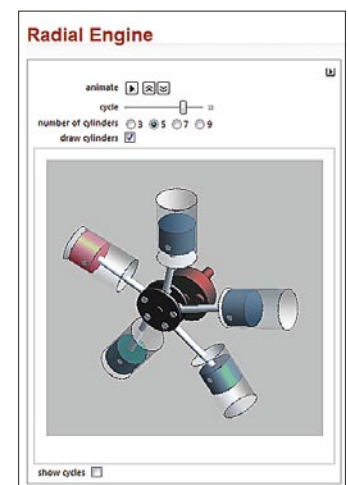 Radial Engine
animate
cycle
number of cylinders 3 5 7 9
draw cylinders
show cycles